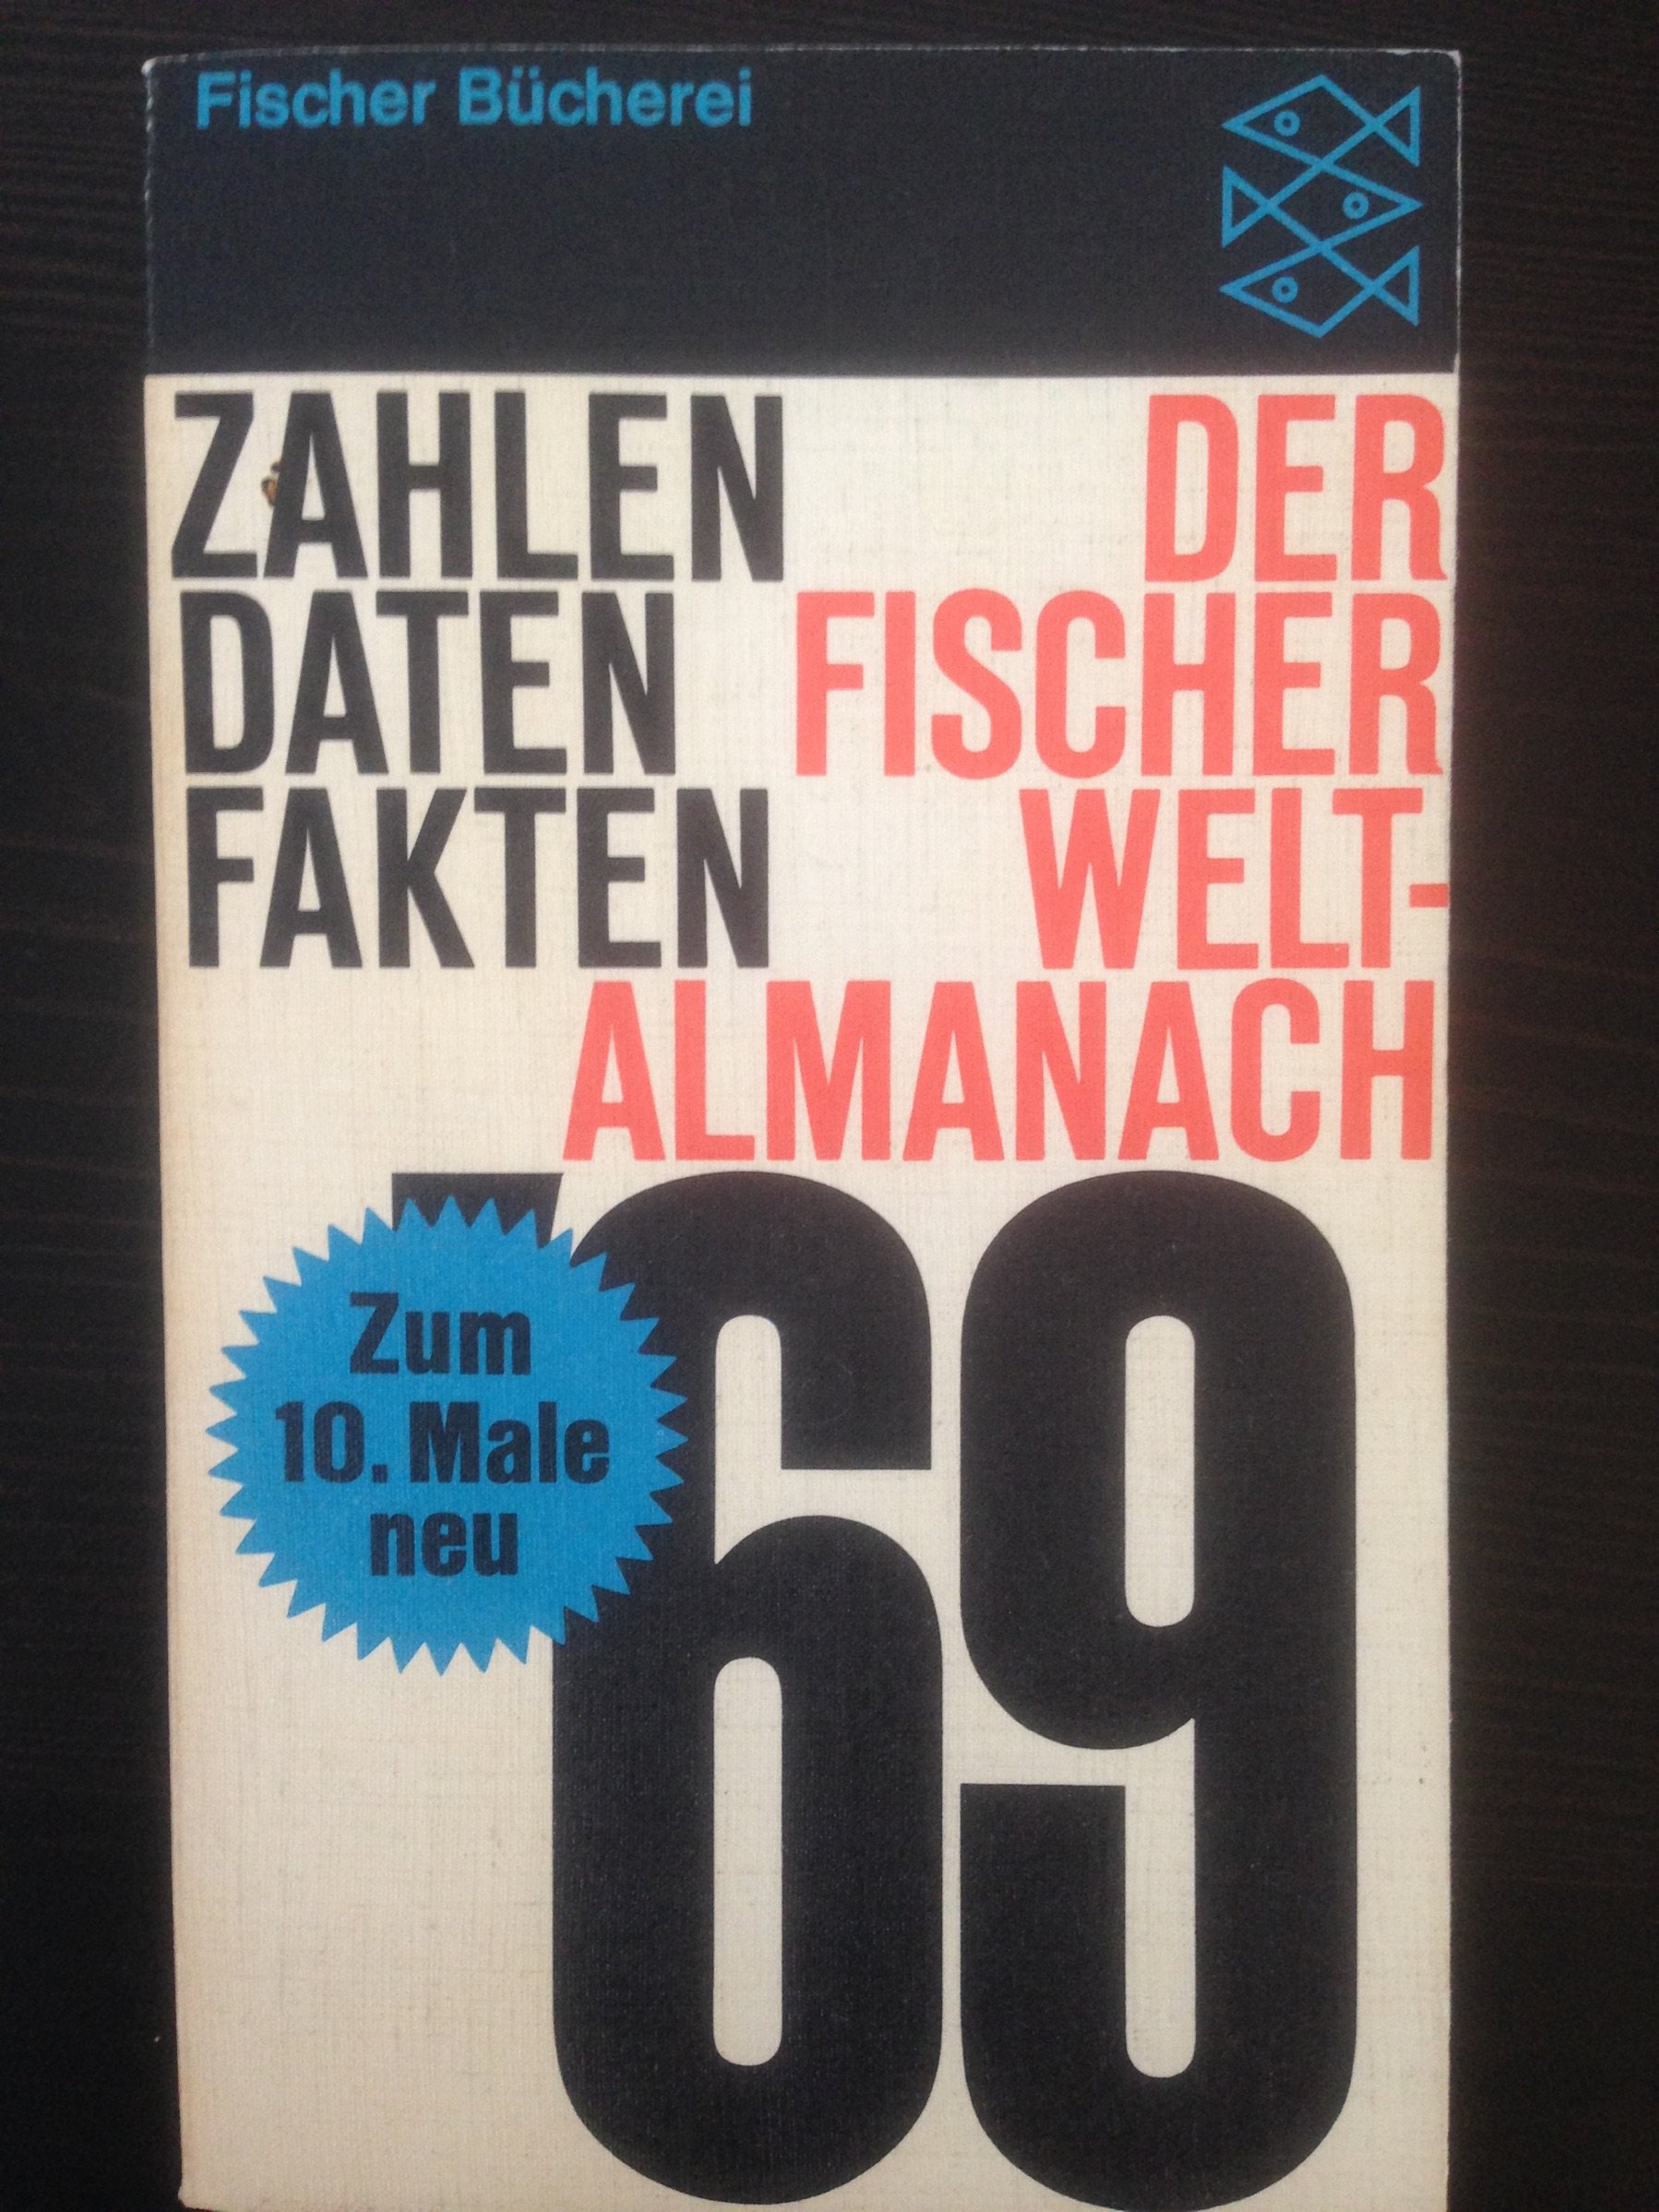 Fischer Bücherei
ZAHLEN
DATEN
FAKTEN
DER
FISCHER
WELT-
ALMANACH
'69
Zum
10. Male
neu